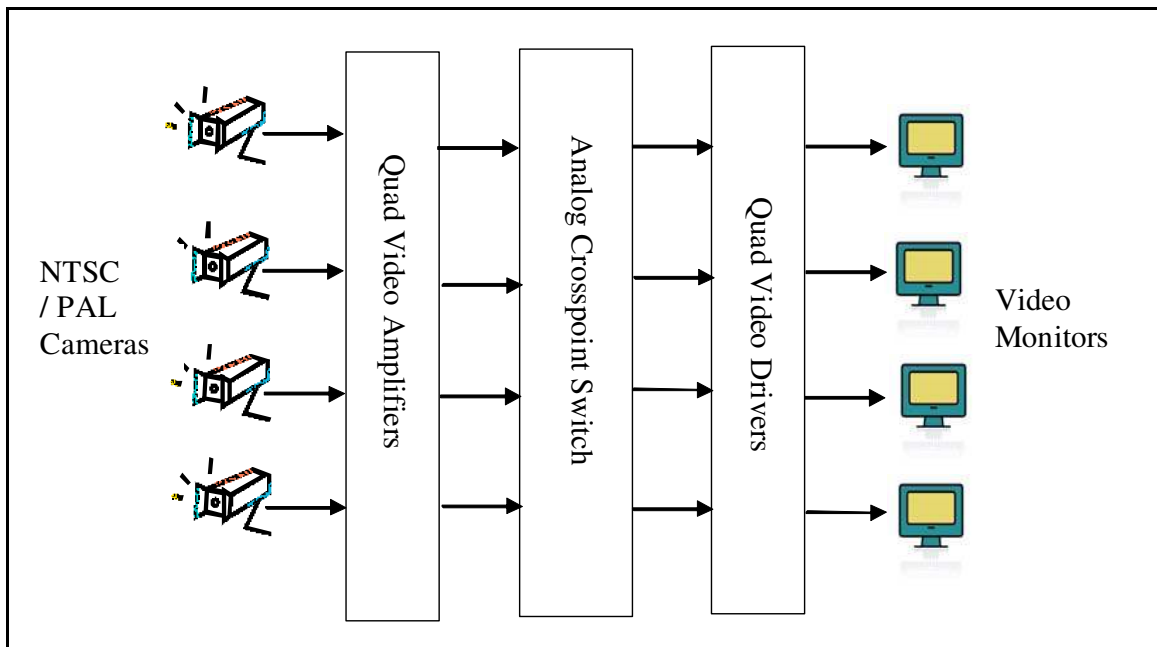 NTSC
/ PAL
Cameras
Quad Video Amplifiers
Analog Crosspoint Switch
Quad Video Drivers
Video
Monitors